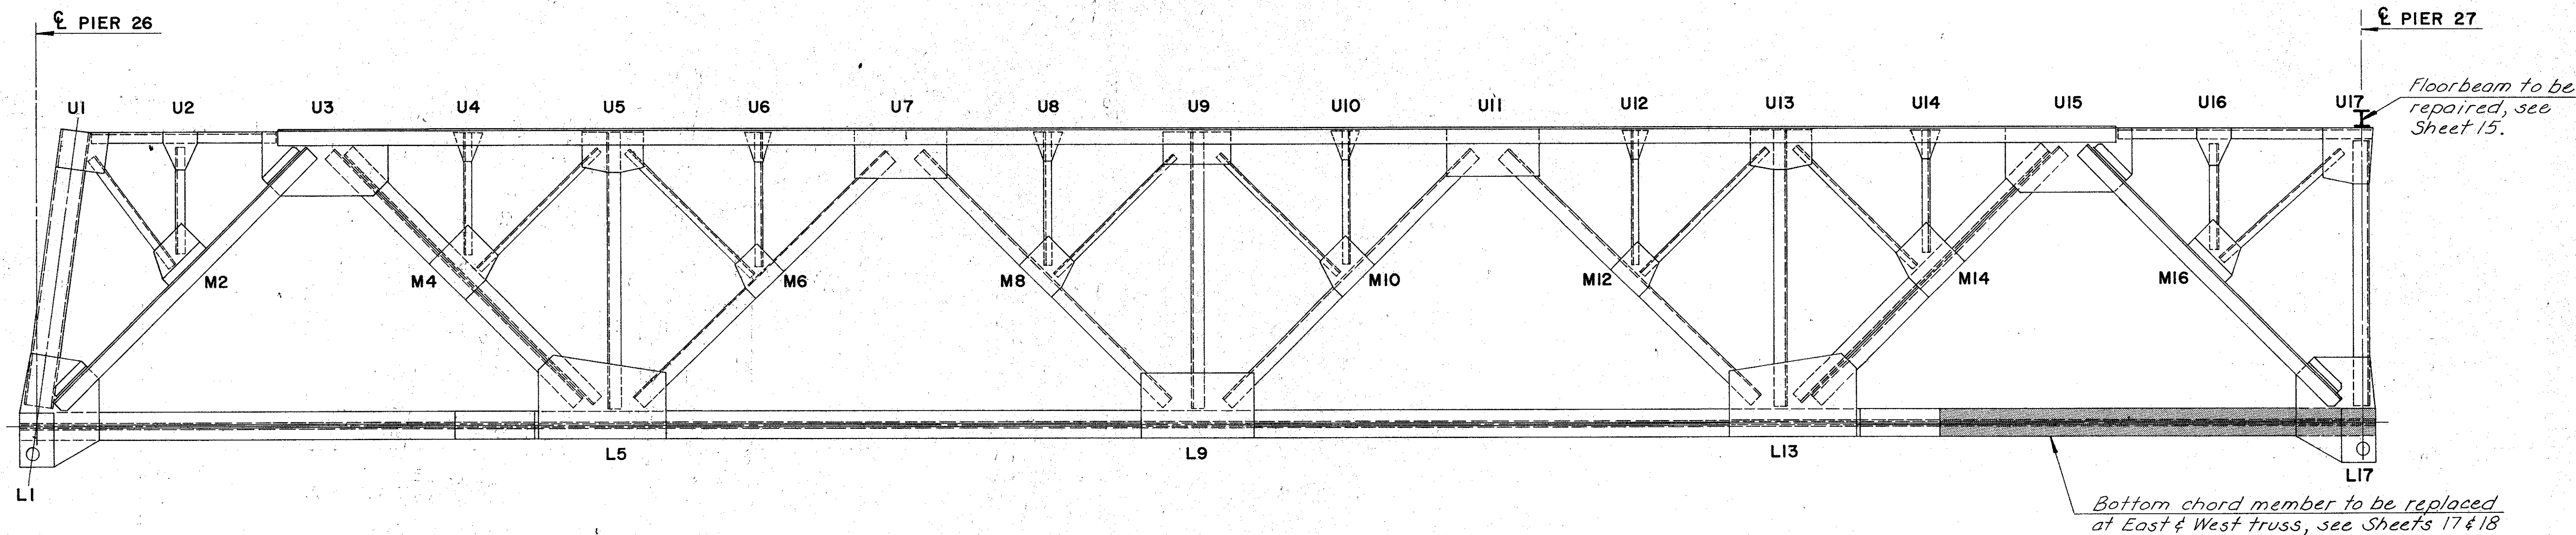 ℄ PIER 26
℄ PIER 27
Floorbeam to be
repaired, see
Sheet 15.
U1 U2 U3 U4 U5 U6 U7 U8 U9 U10 U11 U12 U13 U14 U15 U16 U17
M2 M4 M6 M8 M10 M12 M14 M16
L5 L9 L13
L1 L17
Bottom chord member to be replaced
at East & West truss, see Sheets 17 & 18